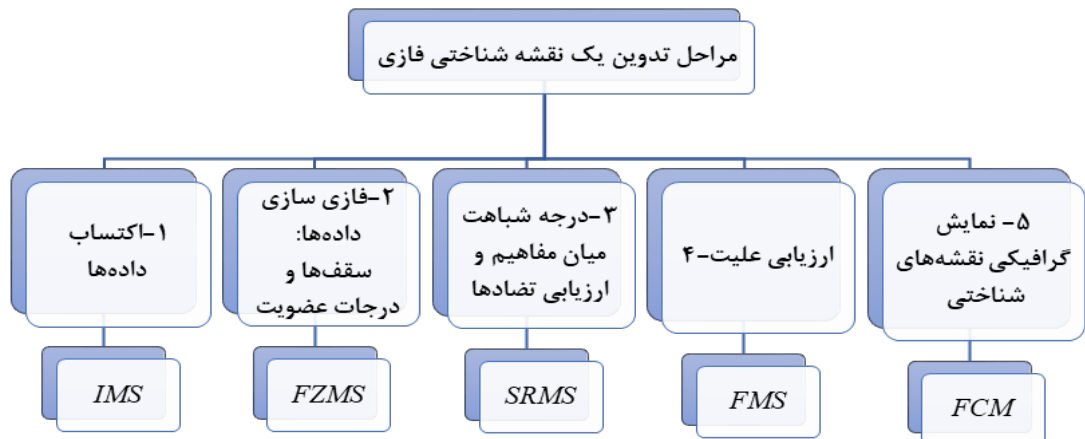 مراحل تدوین یک نقشه شناختی فازی
۱-اکتساب
داده‌ها
۲-فازی سازی
داده‌ها:
سقف‌ها و
درجات عضویت
۳-درجه شباهت
میان مفاهیم و
ارزیابی تضادها
ارزیابی علیت-۴
۵- نمایش
گرافیکی نقشه‌های
شناختی
IMS
FZMS
SRMS
FMS
FCM